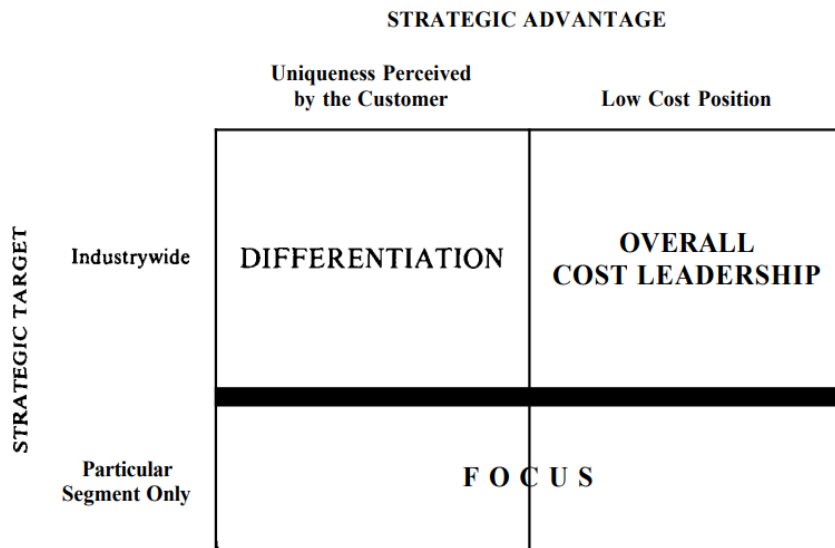 STRATEGIC ADVANTAGE
Uniqueness Perceived
by the Customer
Low Cost Position
STRATEGIC TARGET
Industrywide
DIFFERENTIATION
OVERALL
COST LEADERSHIP
Particular
Segment Only
FOCUS